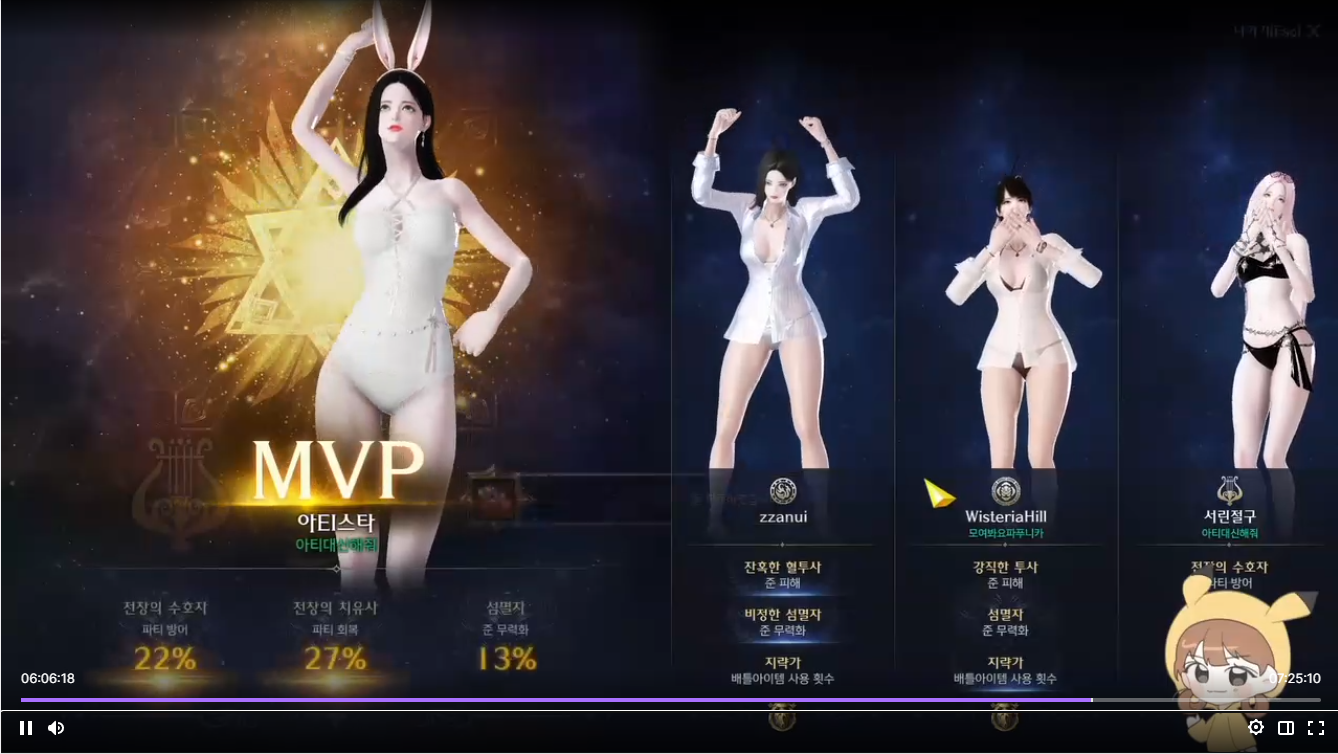 MVP
아티스타
아티대신해줘
전장의 수호자
파티 방어
22%
전장의 치유사
파티 회복
27%
섬멸자
준 무력화
13%
zzanui
잔혹한 혈투사
준 피해
비정한 섬멸자
준 무력화
지략가
배틀아이템 사용 횟수
WisteriaHill
모여봐요파푸니카
강직한 투사
준 피해
섬멸자
준 무력화
지략가
배틀아이템 사용 횟수
서린절구
아티대신해줘
전장의 수호자
파티 방어
06:06:18
07:25:10